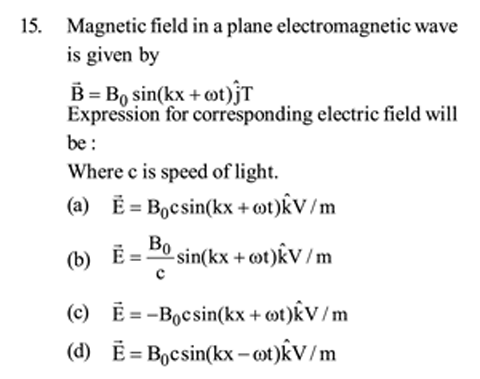 15. Magnetic field in a plane electromagnetic wave
is given by
$\vec{B} = B_0 \sin(kx + \omega t)\hat{j}T$
Expression for corresponding electric field will
be :
Where c is speed of light.
(a) $\vec{E} = B_0 c \sin(kx + \omega t)\hat{k} V/m$
(b) $\vec{E} = \frac{B_0}{c} \sin(kx + \omega t)\hat{k} V/m$
(c) $\vec{E} = -B_0 c \sin(kx + \omega t)\hat{k} V/m$
(d) $\vec{E} = B_0 c \sin(kx - \omega t)\hat{k} V/m$